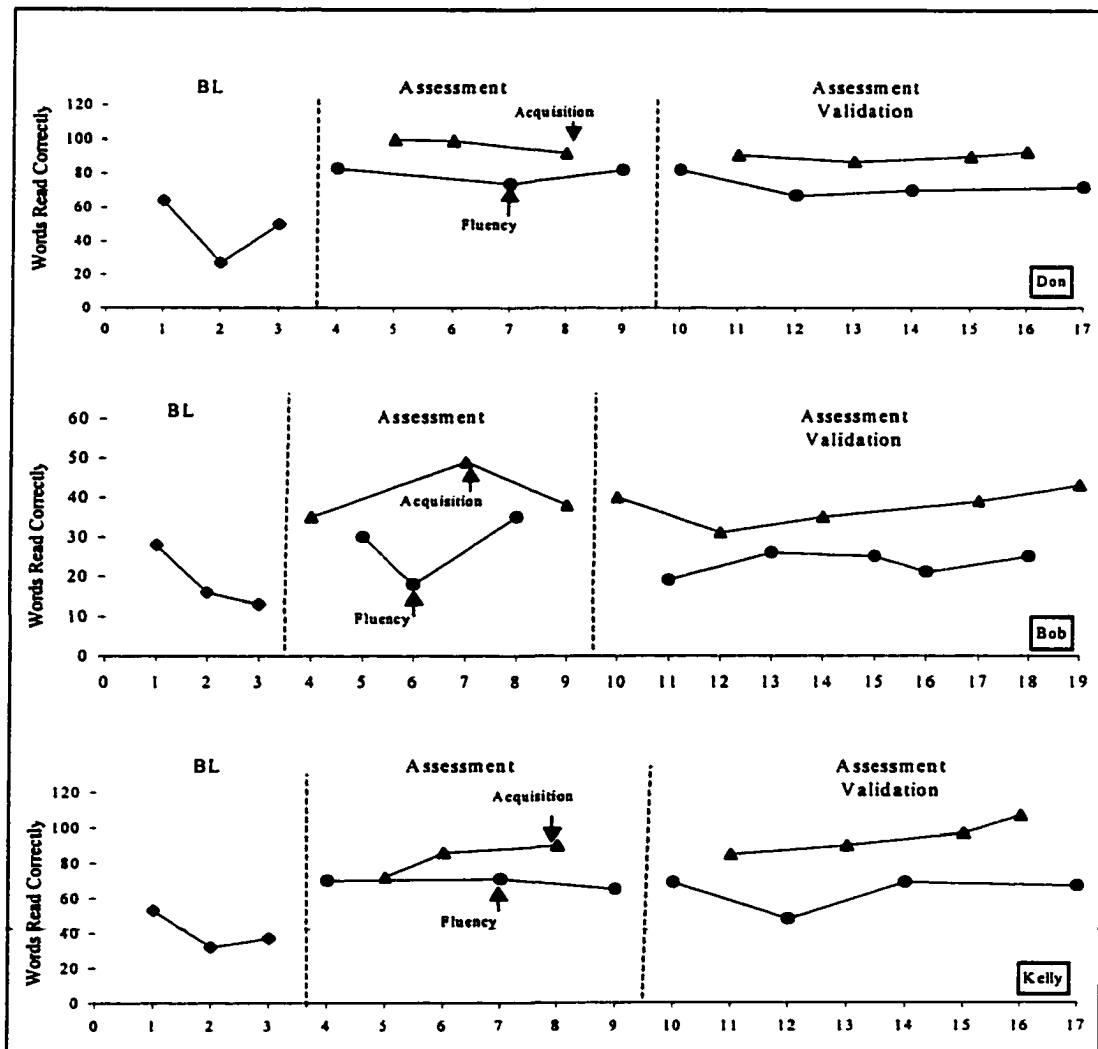 BL Assessment Assessment
Validation
120
100
80
60
40
20
0
Words Read Correctly
Acquisition
Fluency
Don
0 1 2 3 4 5 6 7 8 9 10 11 12 13 14 15 16 17
BL Assessment Assessment
Validation
60
50
40
30
20
10
0
Words Read Correctly
Acquisition
Fluency
Bob
0 1 2 3 4 5 6 7 8 9 10 11 12 13 14 15 16 17 18 19
BL Assessment Assessment
Validation
120
100
80
60
40
20
0
Words Read Correctly
Acquisition
Fluency
Kelly
0 1 2 3 4 5 6 7 8 9 10 11 12 13 14 15 16 17